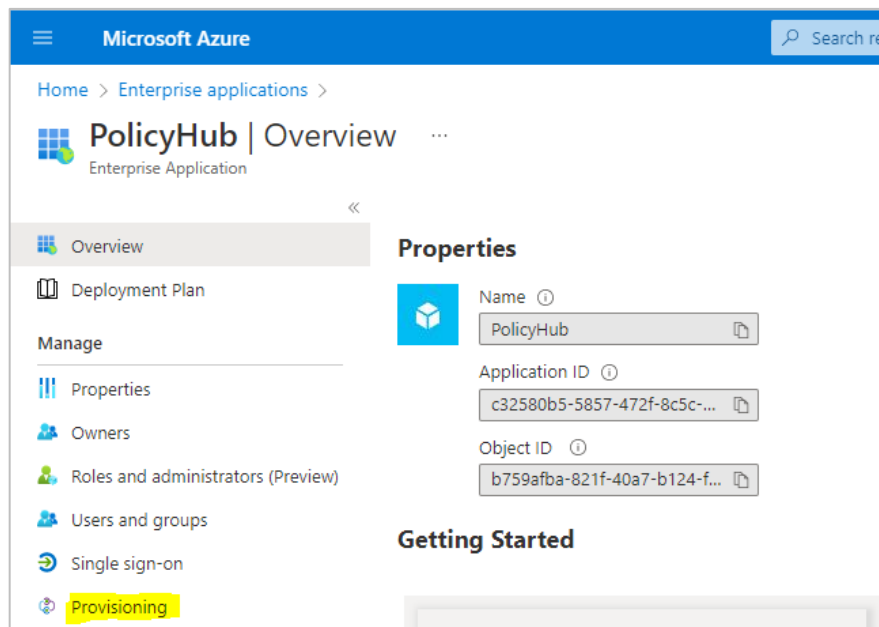 Microsoft Azure
Search re
Home > Enterprise applications >
PolicyHub | Overview ...
Enterprise Application
«
Overview
Deployment Plan
Manage
Properties
Owners
Roles and administrators (Preview)
Users and groups
Single sign-on
Provisioning
Properties
Name
PolicyHub
Application ID
c32580b5-5857-472f-8c5c-...
Object ID
b759afba-821f-40a7-b124-f...
Getting Started